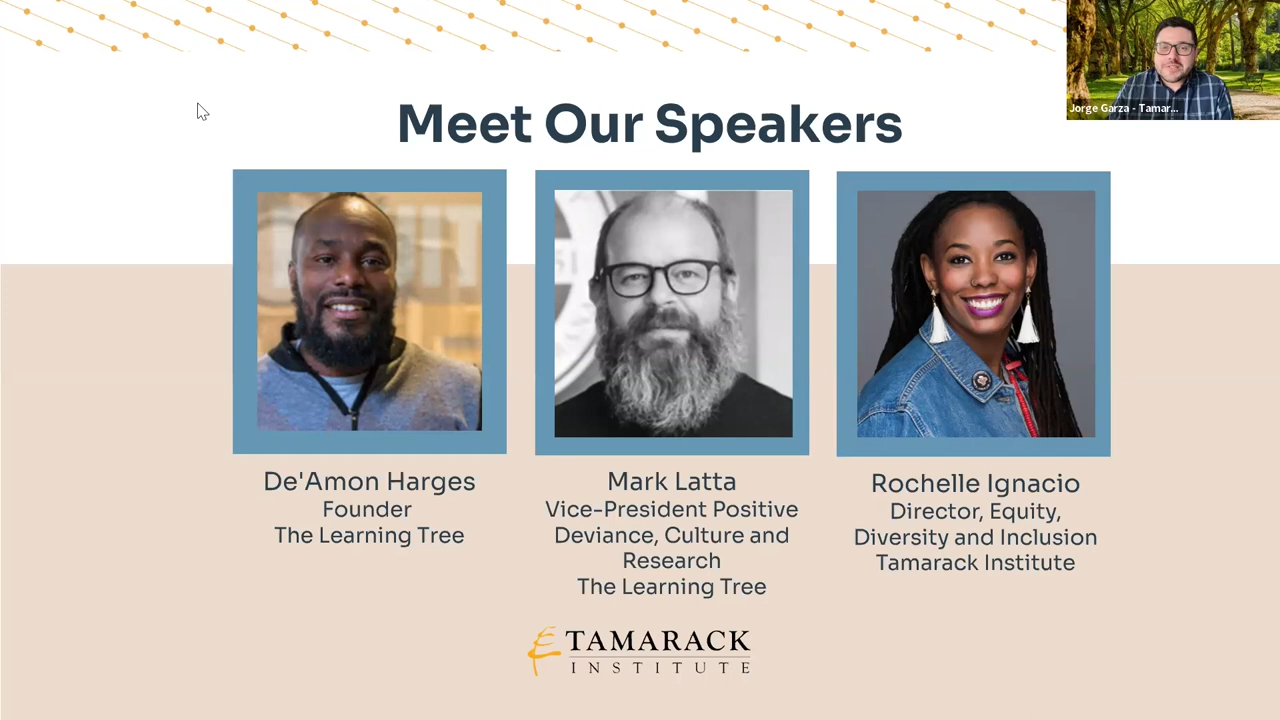 Jorge Garza - Tamar...
Meet Our Speakers
De'Amon Harges
Founder
The Learning Tree
Mark Latta
Vice-President Positive
Deviance, Culture and
Research
The Learning Tree
Rochelle Ignacio
Director, Equity,
Diversity and Inclusion
Tamarack Institute
TAMARACK
INSTITUTE